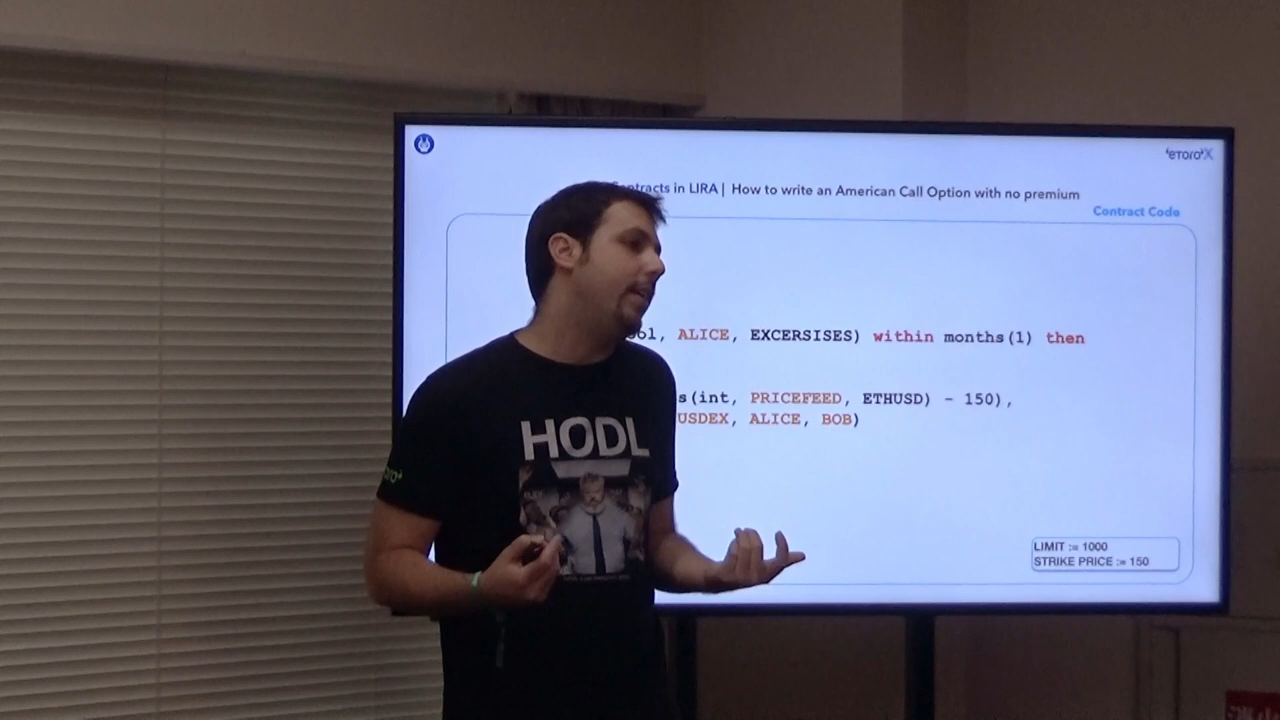 'eToro'X
Contracts in LIRA | How to write an American Call Option with no premium
Contract Code
ALICE, EXCERSISES) within months(1) then
(int, PRICEFEED, ETHUSD) - 150),
USDEX, ALICE, BOB)
LIMIT := 1000
STRIKE PRICE := 150
HODL